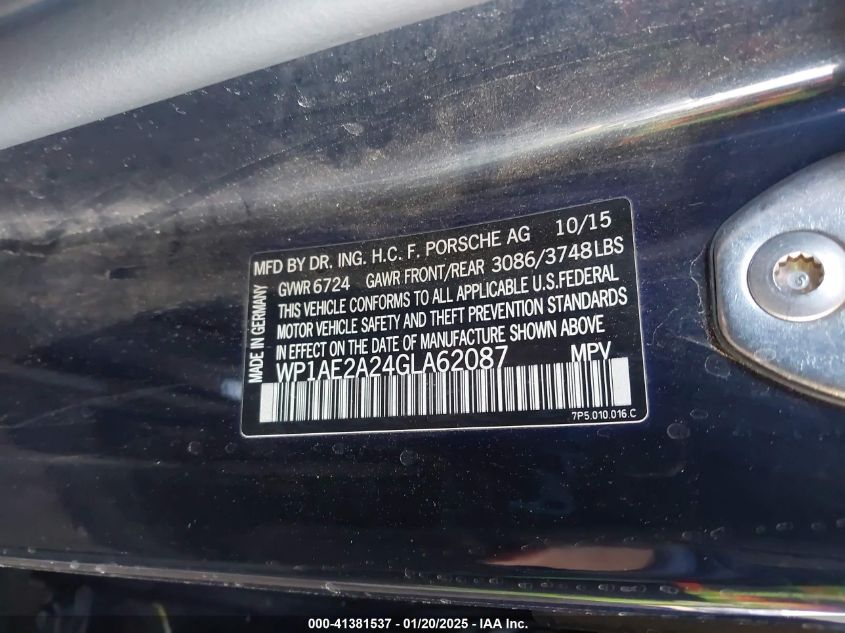 MFD BY DR. ING. H.C. F. PORSCHE AG 10/15
GVWR 6724 GAWR FRONT/REAR 3086/3748 LBS
THIS VEHICLE CONFORMS TO ALL APPLICABLE U.S.FEDERAL
MOTOR VEHICLE SAFETY AND THEFT PREVENTION STANDARDS
IN EFFECT ON THE DATE OF MANUFACTURE SHOWN ABOVE
WP1AE2A24GLA62087 MPV
7P5.010.016.C
MADE IN GERMANY
000-41381537 - 01/20/2025 - IAA Inc.